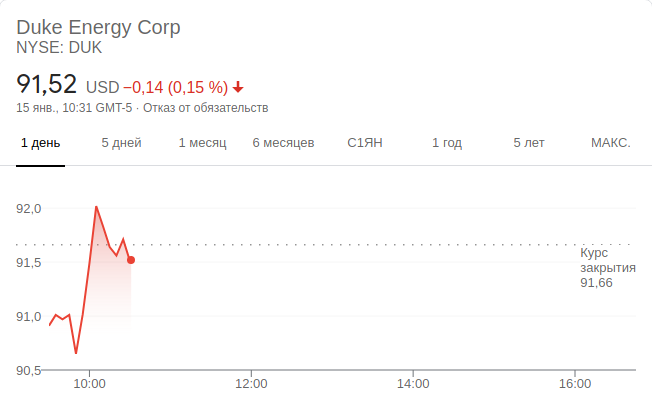 Duke Energy Corp
NYSE: DUK
91,52 USD −0,14 (0,15 %)
15 янв., 10:31 GMT-5 · Отказ от обязательств
1 день 5 дней 1 месяц 6 месяцев С1ЯН 1 год 5 лет МАКС.
92,0
91,5
91,0
90,5
Курс
закрытия
91,66
10:00 12:00 14:00 16:00